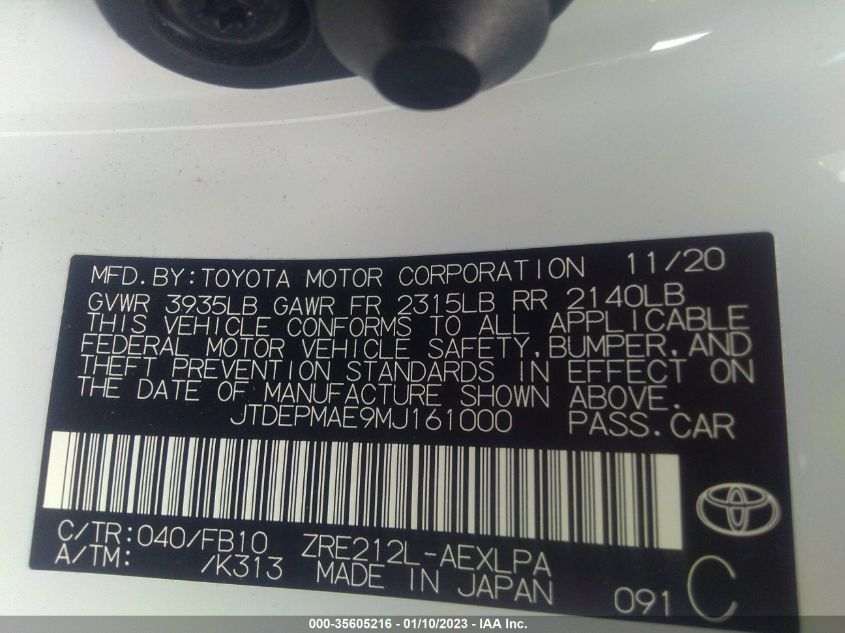 MFD.BY:TOYOTA MOTOR CORPORATION 11/20
GVWR 3935LB GAWR FR 2315LB RR 2140LB
THIS VEHICLE CONFORMS TO ALL APPLICABLE
FEDERAL MOTOR VEHICLE SAFETY,BUMPER,AND
THEFT PREVENTION STANDARDS IN EFFECT ON
THE DATE OF MANUFACTURE SHOWN ABOVE.
JTDEPMAE9MJ161000 PASS.CAR
C/TR:040/FB10 ZRE212L-AEXLPA
A/TM: /K313 MADE IN JAPAN 091 C
000-35605216 - 01/10/2023 - IAA Inc.